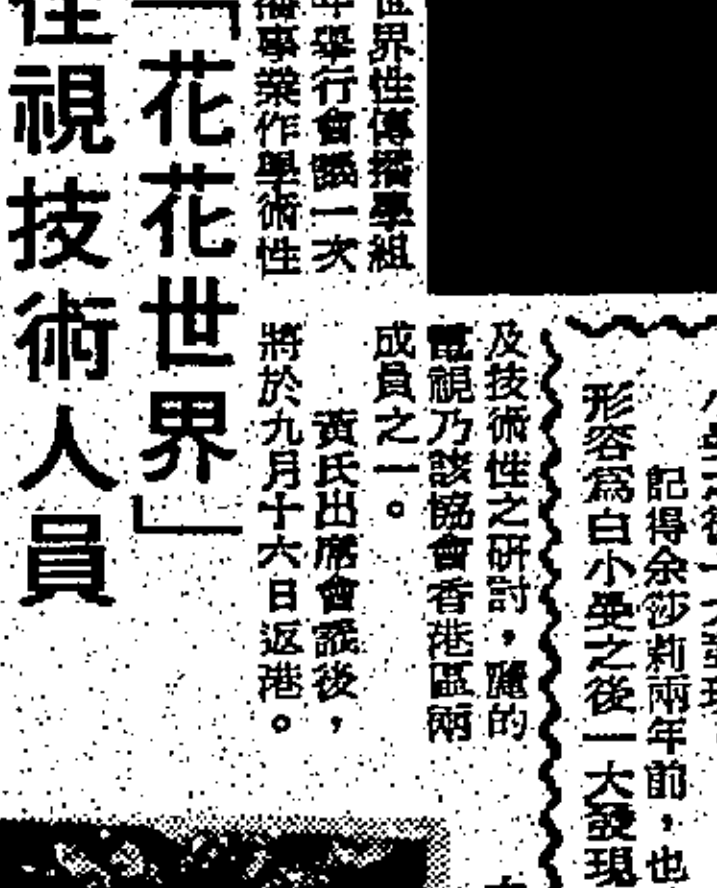 記得余莎莉兩年前，也
形容爲白小曼之後一大發現
世界性傳播學組
年舉行會議一次
播事業作學術性
及技術性之研討，麗的
電視乃該協會香港區兩
成員之一。
黃氏出席會議後，
將於九月十六日返港。
「花花世界」
視技術人員